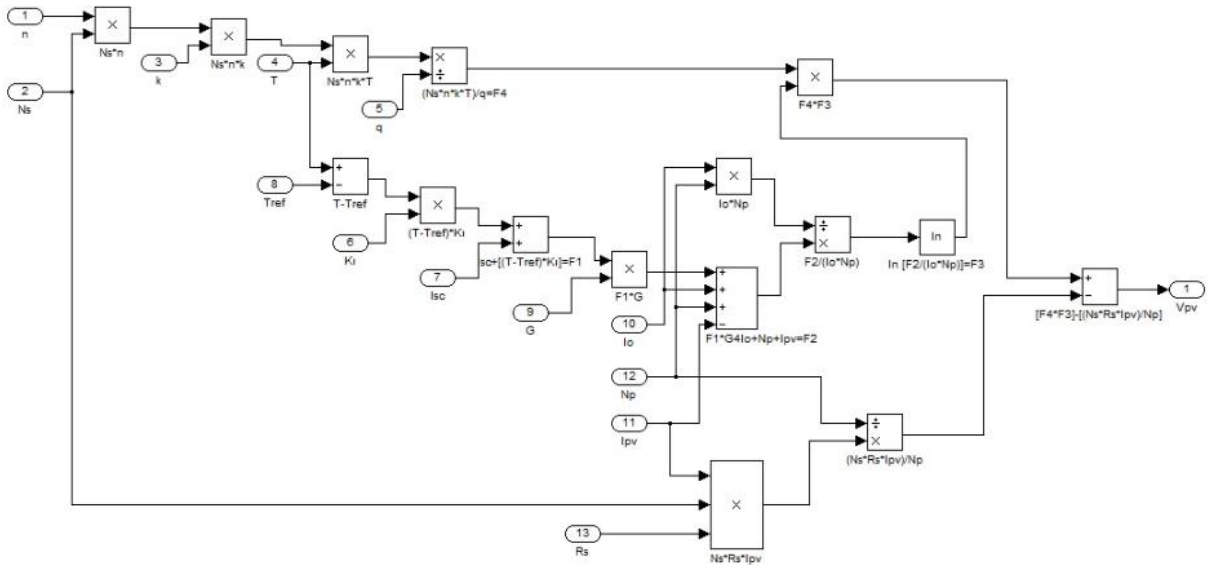 1
n
Ns*n
2
Ns
3
k
Ns*n*k
4
T
Ns*n*k*T
× ÷
(Ns*n*k*T)/q=F4
5
q
F4*F3
8
Tref
+ −
T-Tref
6
Kı
(T-Tref)*Kı
7
Isc
+ +
sc+[(T-Tref)*Kı]=F1
9
G
F1*G
Io*Np
÷ ×
F2/(Io*Np)
ln
ln [F2/(Io*Np)]=F3
10
Io
+ + + −
F1*G4Io+Np+Ipv=F2
12
Np
11
Ipv
÷ ×
(Ns*Rs*Ipv)/Np
13
Rs
Ns*Rs*Ipv
+ −
[F4*F3]-[(Ns*Rs*Ipv)/Np]
1
Vpv